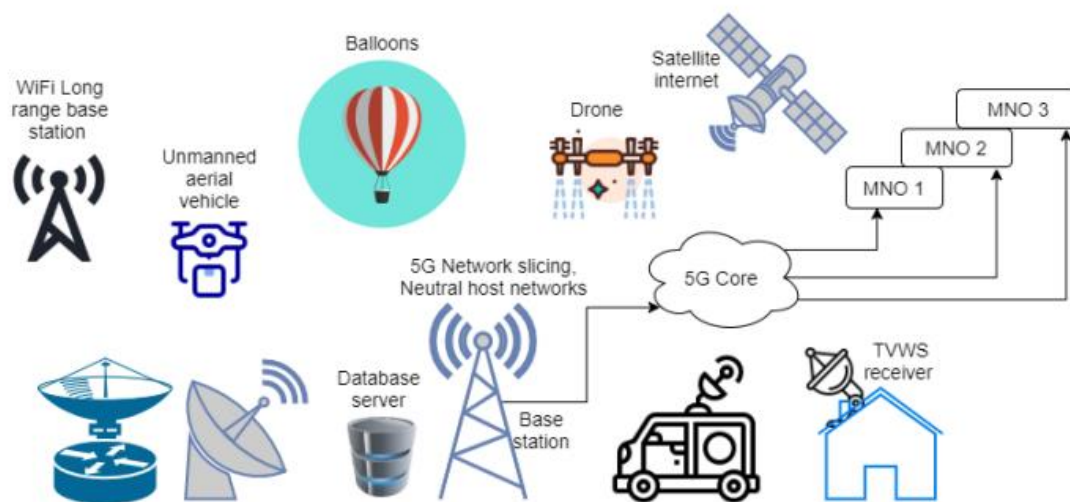 Balloons
Satellite
internet
MNO 3
WiFi Long
range base
station
Drone
MNO 2
Unmanned
aerial
vehicle
MNO 1
5G Network slicing,
Neutral host networks
5G Core
TVWS
receiver
Database
server
Base
station